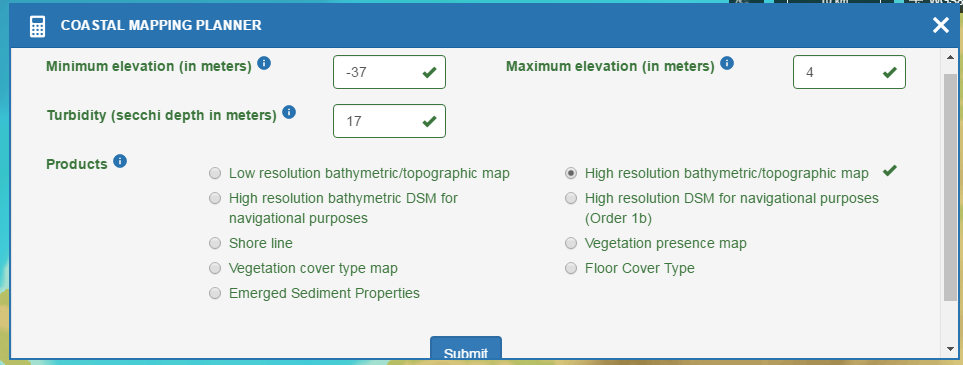 COASTAL MAPPING PLANNER
Minimum elevation (in meters) -37
Maximum elevation (in meters) 4
Turbidity (secchi depth in meters) 17
Products
Low resolution bathymetric/topographic map
High resolution bathymetric/topographic map
High resolution bathymetric DSM for
navigational purposes
High resolution DSM for navigational purposes
(Order 1b)
Shore line
Vegetation presence map
Vegetation cover type map
Floor Cover Type
Emerged Sediment Properties
Submit